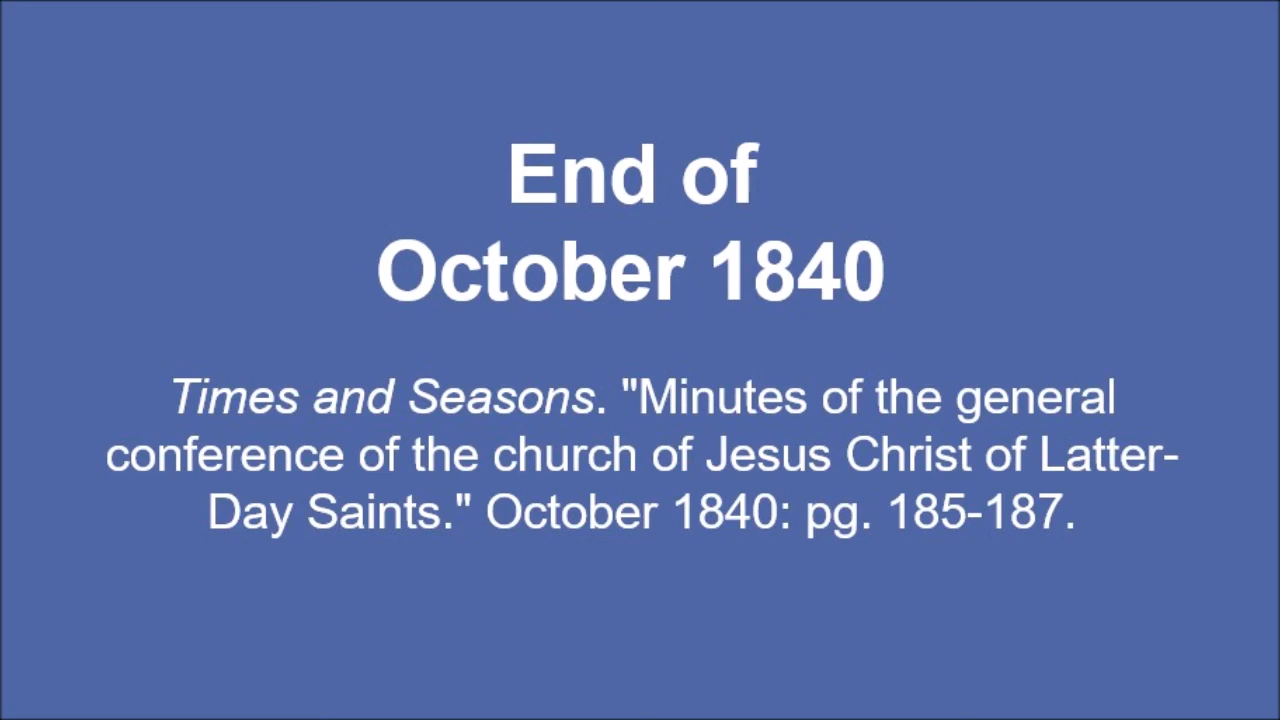 End of
October 1840
Times and Seasons. "Minutes of the general
conference of the church of Jesus Christ of Latter-
Day Saints." October 1840: pg. 185-187.